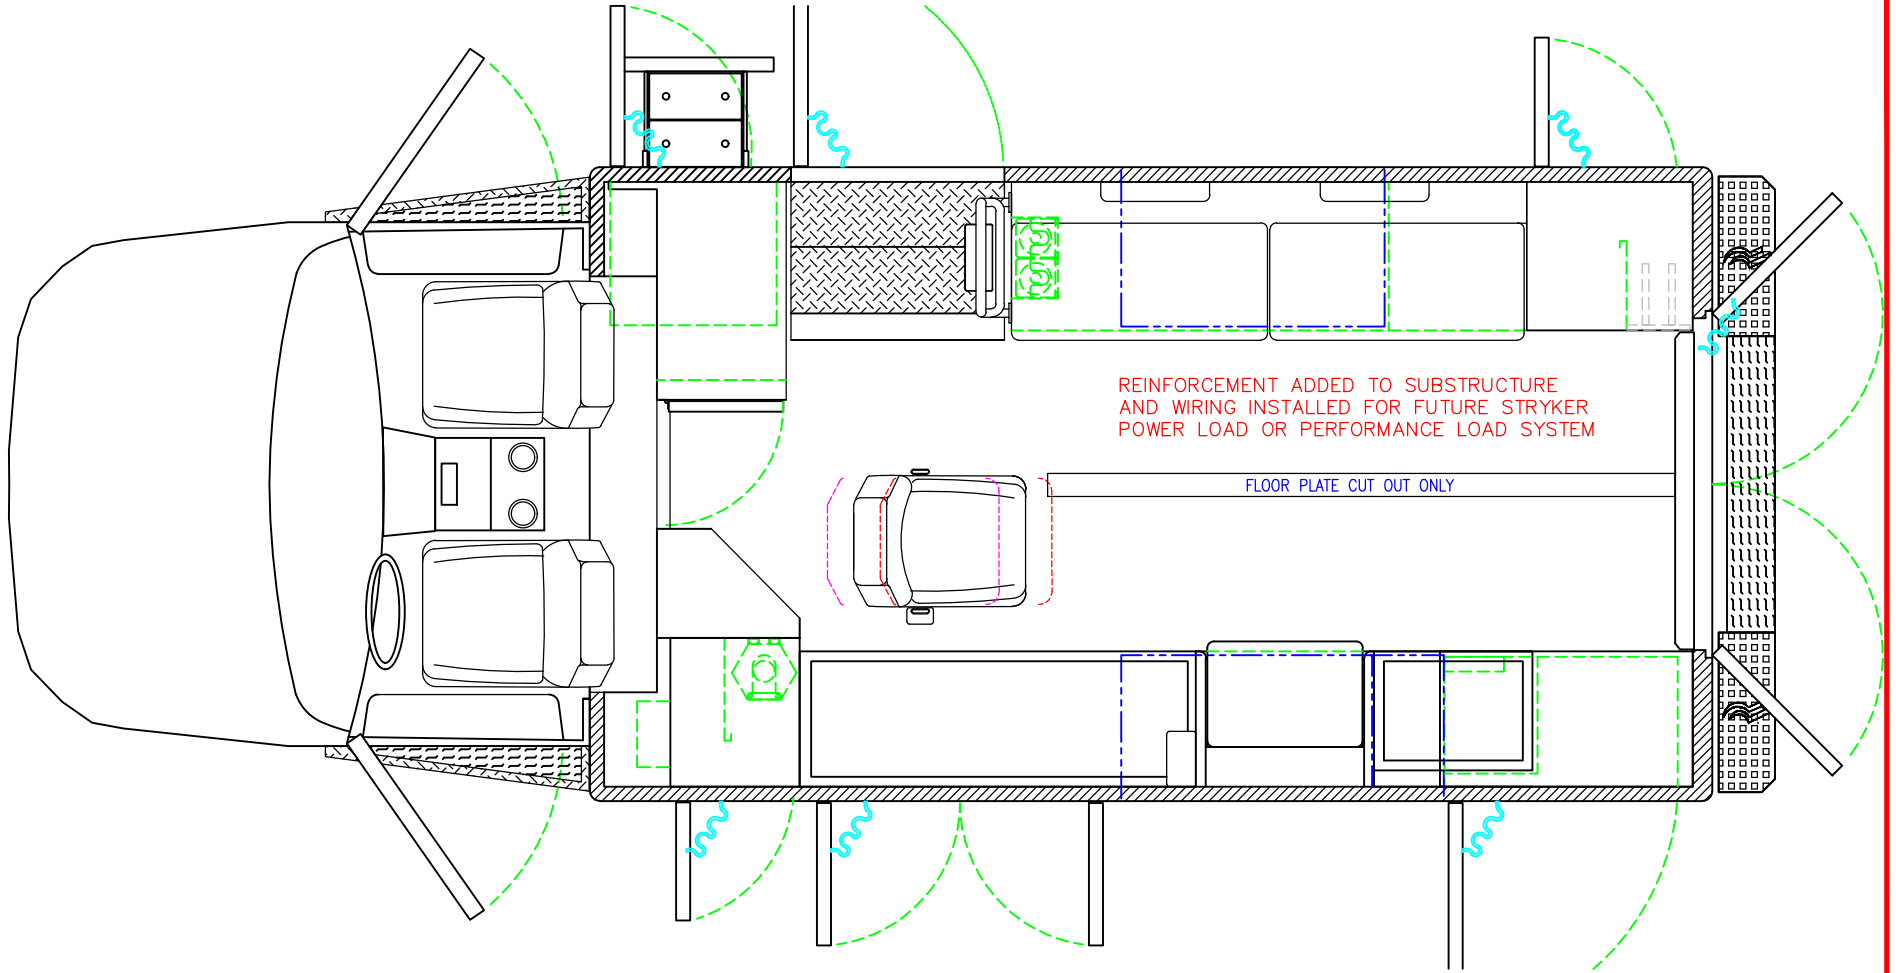 REINFORCEMENT ADDED TO SUBSTRUCTURE
AND WIRING INSTALLED FOR FUTURE STRYKER
POWER LOAD OR PERFORMANCE LOAD SYSTEM
FLOOR PLATE CUT OUT ONLY